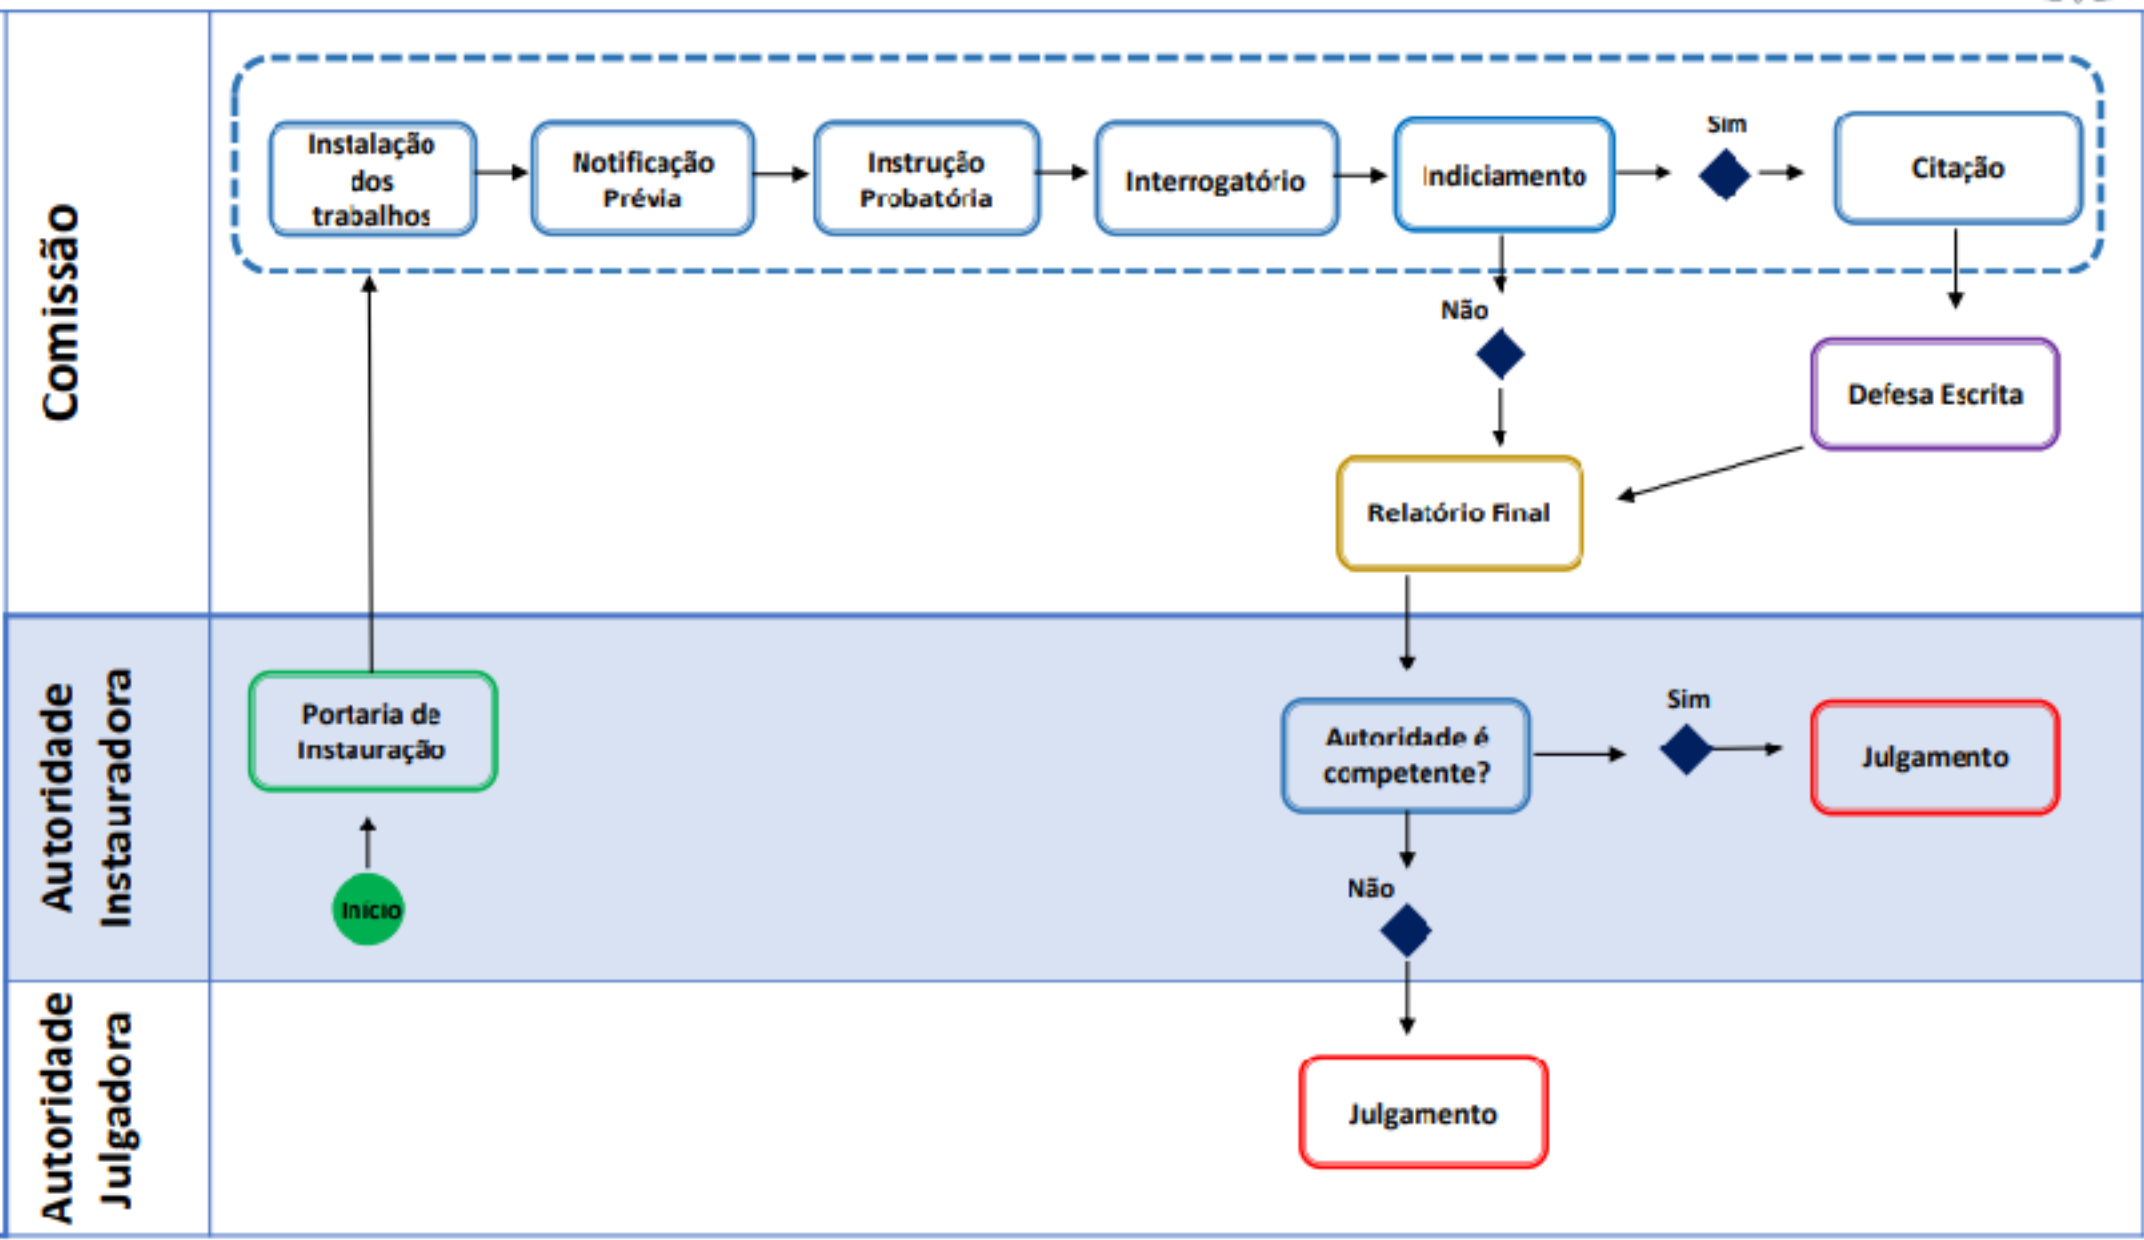 Comissão
Instalação
dos
trabalhos
Notificação
Prévia
Instrução
Probatória
Interrogatório
Indiciamento
Sim
Citação
Não
Defesa Escrita
Relatório Final
Autoridade
Instauradora
Portaria de
Instauração
Início
Autoridade é
competente?
Sim
Julgamento
Não
Autoridade
Julgadora
Julgamento